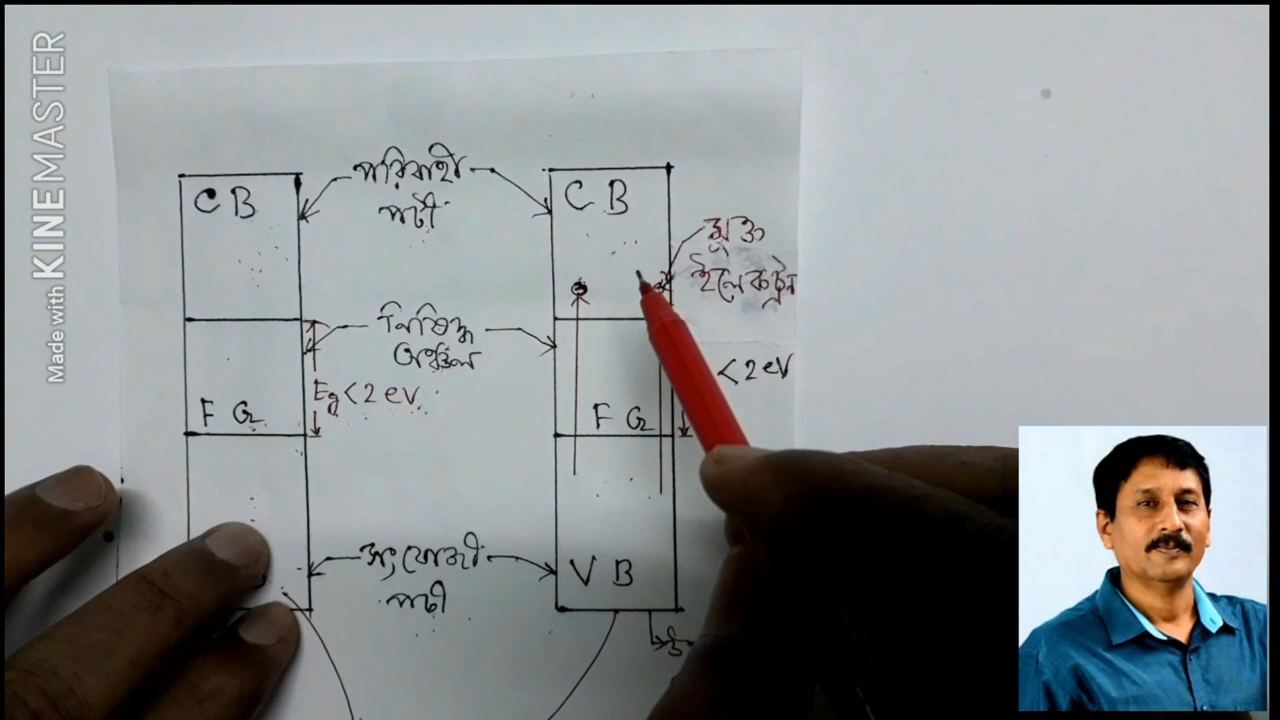 Made with KINEMASTER
C B
পরিবাহী
পটী
C B
মুক্ত
ইলেকট্রন
নিষিদ্ধ
অঞ্চল
Eg < 2 eV
F G
< 2 eV
F G
সংযোজী
পটী
V B